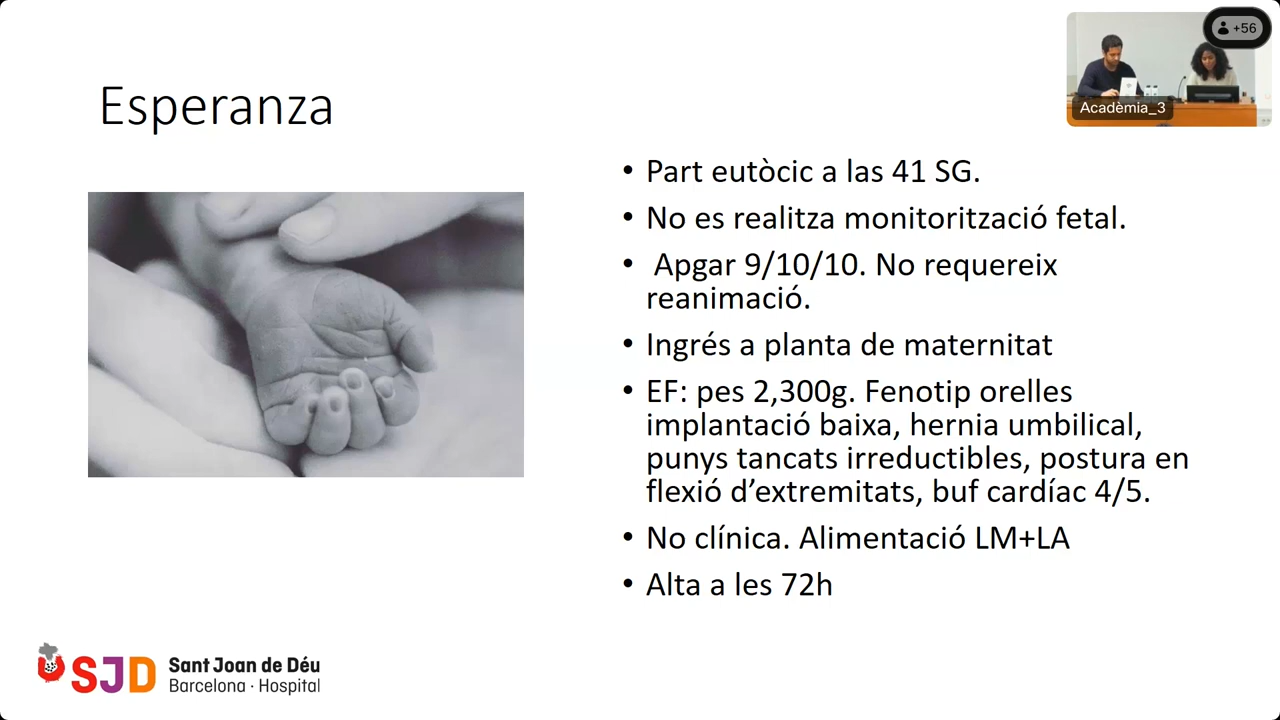 +56
Acadèmia_3
Esperanza
• Part eutòcic a las 41 SG.
• No es realitza monitorització fetal.
• Apgar 9/10/10. No requereix
reanimació.
• Ingrés a planta de maternitat
• EF: pes 2,300g. Fenotip orelles
implantació baixa, hernia umbilical,
punys tancats irreductibles, postura en
flexió d’extremitats, buf cardíac 4/5.
• No clínica. Alimentació LM+LA
• Alta a les 72h
SJD
Sant Joan de Déu
Barcelona · Hospital